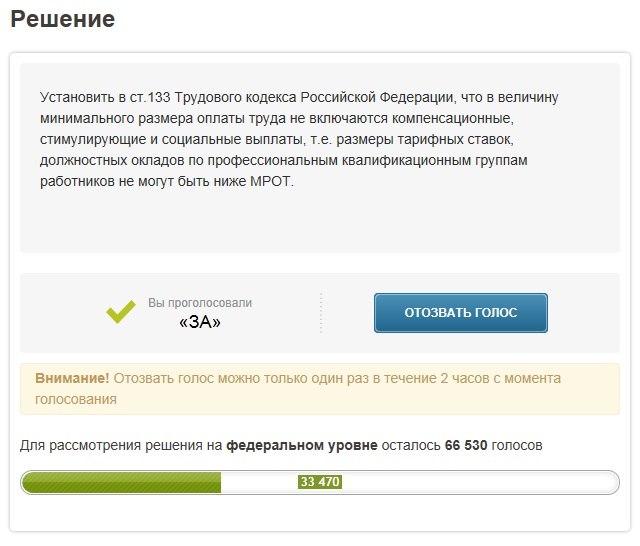 Решение
Установить в ст.133 Трудового кодекса Российской Федерации, что в величину
минимального размера оплаты труда не включаются компенсационные,
стимулирующие и социальные выплаты, т.е. размеры тарифных ставок,
должностных окладов по профессиональным квалификационным группам
работников не могут быть ниже МРОТ.
Вы проголосовали
«ЗА»
ОТОЗВАТЬ ГОЛОС
Внимание! Отозвать голос можно только один раз в течение 2 часов с момента
голосования
Для рассмотрения решения на федеральном уровне осталось 66 530 голосов
33 470